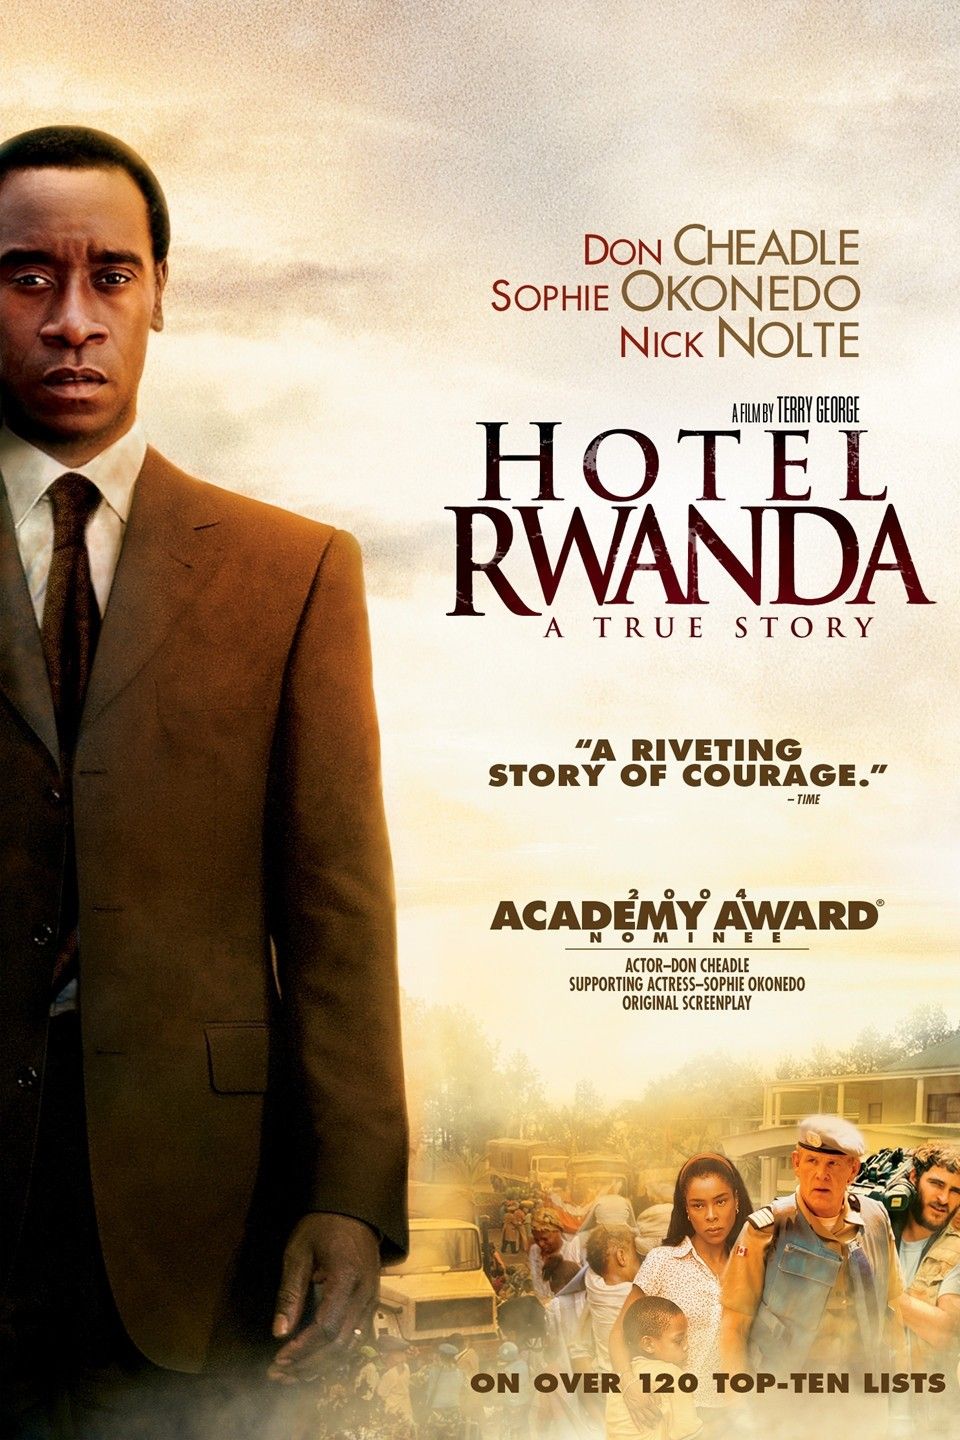 DON CHEADLE
SOPHIE OKONEDO
NICK NOLTE
A FILM BY TERRY GEORGE
HOTEL
RWANDA
A TRUE STORY
“A RIVETING
STORY OF COURAGE.”
– TIME
2004
ACADEMY AWARD®
NOMINEE
ACTOR–DON CHEADLE
SUPPORTING ACTRESS–SOPHIE OKONEDO
ORIGINAL SCREENPLAY
ON OVER 120 TOP-TEN LISTS